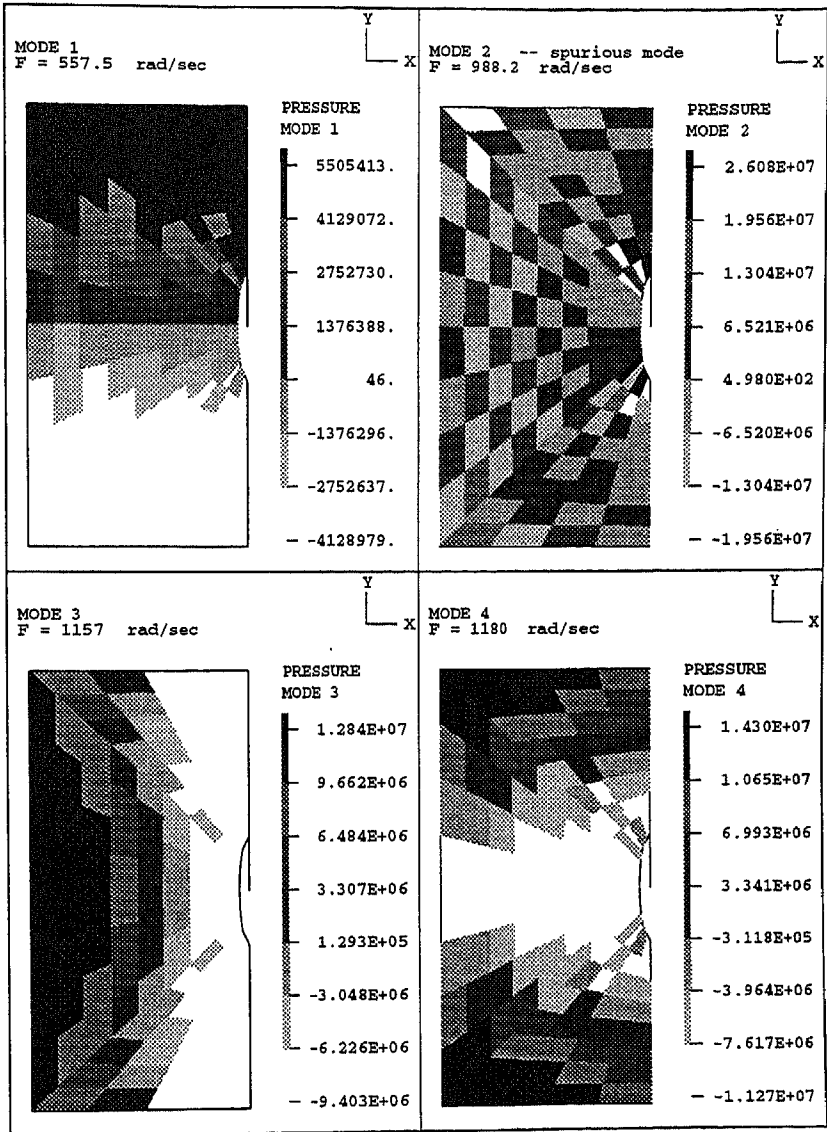 Y
X
MODE 1
F = 557.5 rad/sec
PRESSURE
MODE 1
5505413.
4129072.
2752730.
1376388.
46.
-1376296.
-2752637.
-4128979.
Y
X
MODE 2 -- spurious mode
F = 988.2 rad/sec
PRESSURE
MODE 2
2.608E+07
1.956E+07
1.304E+07
6.521E+06
4.980E+02
-6.520E+06
-1.304E+07
-1.956E+07
Y
X
MODE 3
F = 1157 rad/sec
PRESSURE
MODE 3
1.284E+07
9.662E+06
6.484E+06
3.307E+06
1.293E+05
-3.048E+06
-6.226E+06
-9.403E+06
Y
X
MODE 4
F = 1180 rad/sec
PRESSURE
MODE 4
1.430E+07
1.065E+07
6.993E+06
3.341E+06
-3.118E+05
-3.964E+06
-7.617E+06
-1.127E+07